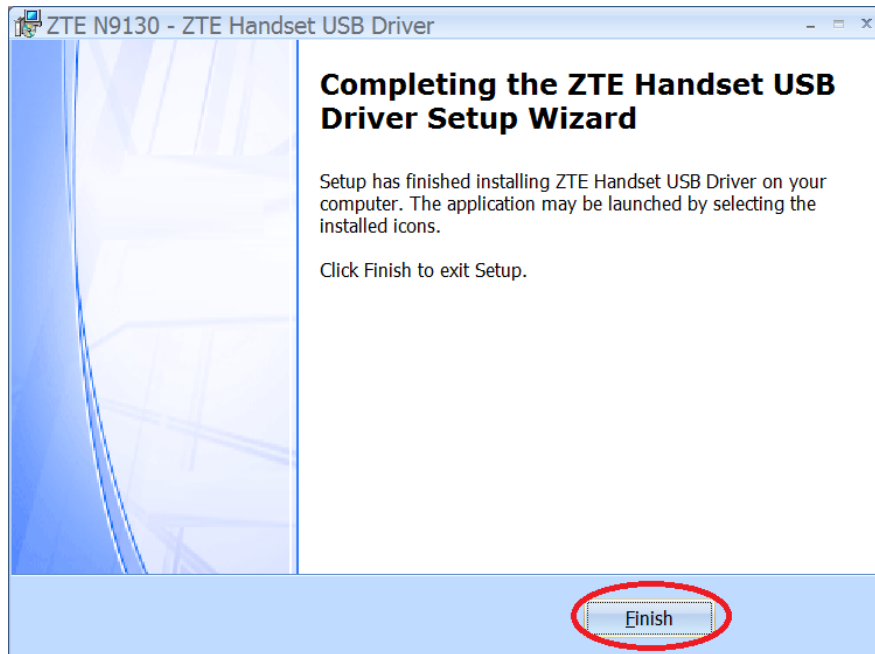 ZTE N9130 - ZTE Handset USB Driver
Completing the ZTE Handset USB
Driver Setup Wizard
Setup has finished installing ZTE Handset USB Driver on your
computer. The application may be launched by selecting the
installed icons.
Click Finish to exit Setup.
Finish